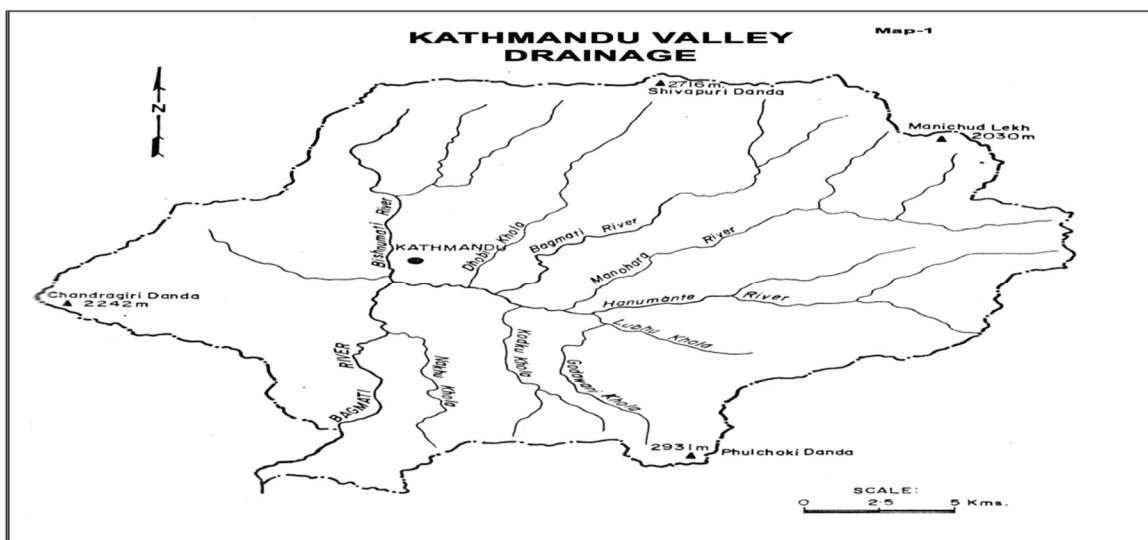 KATHMANDU VALLEY
DRAINAGE
Map-1
N
2716m.
Shivapuri Danda
Manichud Lekh
2030m
Bishnumati River
KATHMANDU
Dhobi Khola
Bagmati River
Manohara River
Chandragiri Danda
2242m
Hanumante River
Lubhu Khola
BAGMATI RIVER
Nakhu Khola
Kodku Khola
Godawari Khola
2931m
Phulchoki Danda
SCALE:
0 2·5 5 Kms.